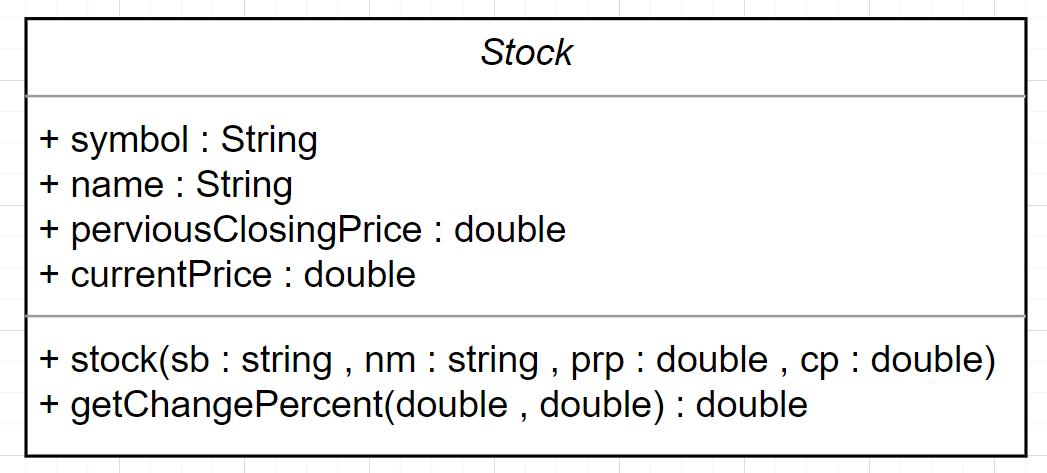 Stock
+ symbol : String
+ name : String
+ perviousClosingPrice : double
+ currentPrice : double
+ stock(sb : string , nm : string , prp : double , cp : double)
+ getChangePercent(double , double) : double